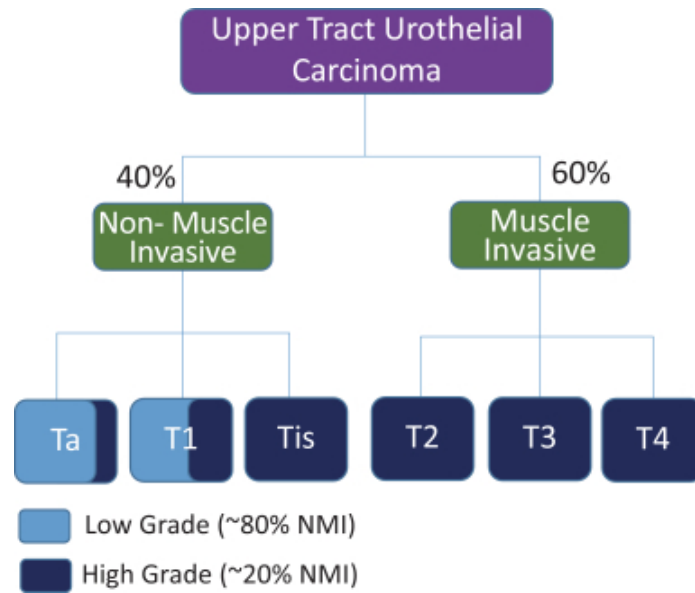 Upper Tract Urothelial
Carcinoma
40%
60%
Non- Muscle
Invasive
Muscle
Invasive
Ta
T1
Tis
T2
T3
T4
Low Grade (~80% NMI)
High Grade (~20% NMI)